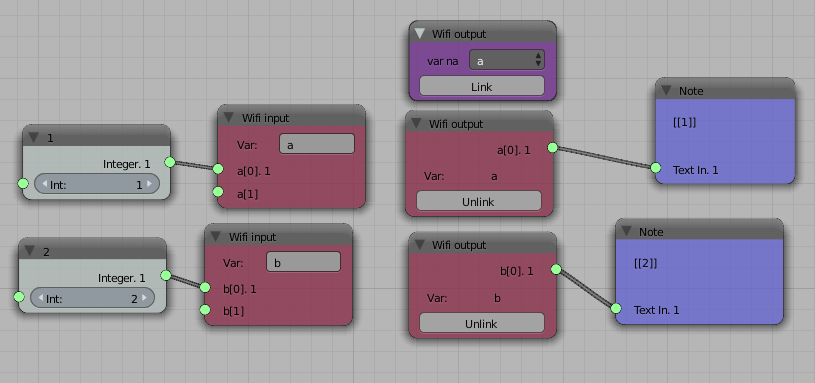 1
Integer. 1
Int: 1
2
Integer. 1
Int: 2
Wifi input
Var: a
a[0]. 1
a[1]
Wifi input
Var: b
b[0]. 1
b[1]
Wifi output
var na a
Link
Wifi output
a[0]. 1
Var: a
Unlink
Wifi output
b[0]. 1
Var: b
Unlink
Note
[[1]]
Text In. 1
Note
[[2]]
Text In. 1